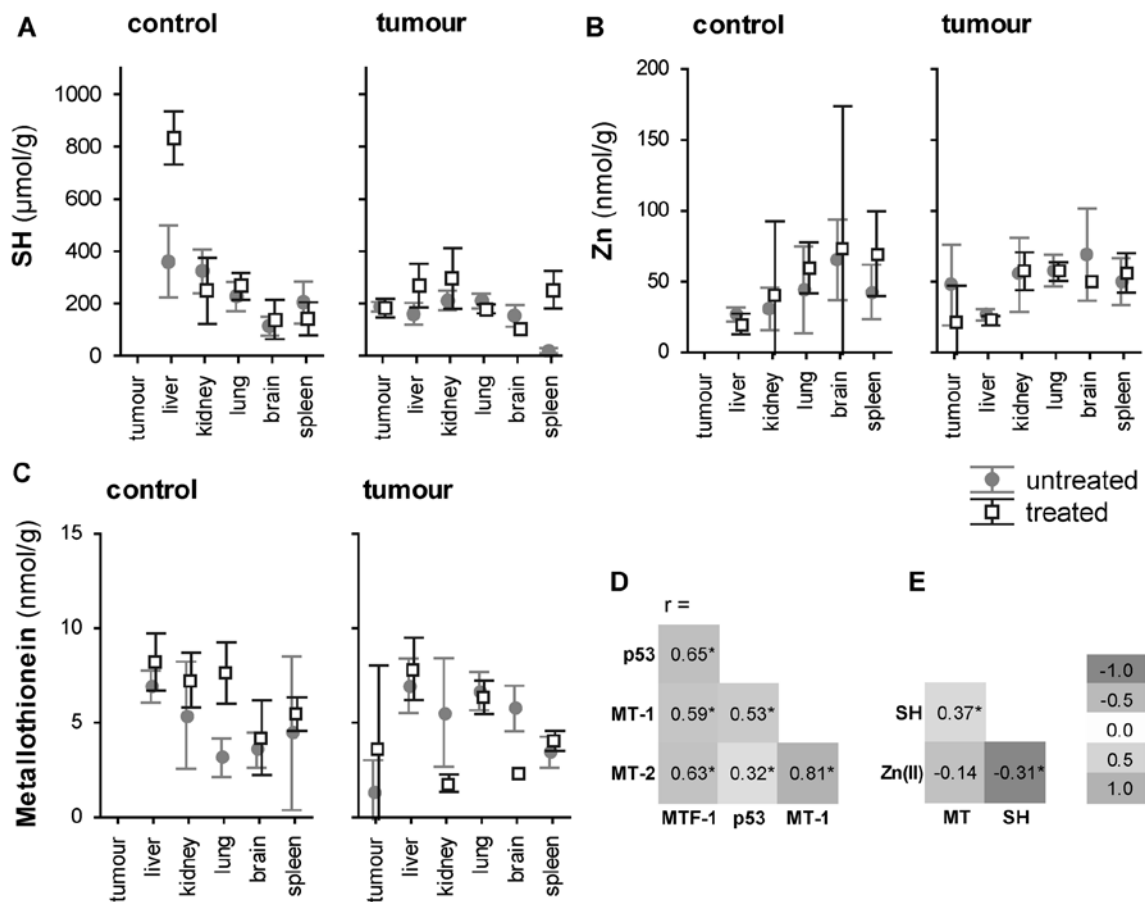 A
control
tumour
SH (µmol/g)
1000
800
600
400
200
0
tumour
liver
kidney
lung
brain
spleen
tumour
liver
kidney
lung
brain
spleen
B
control
tumour
Zn (nmol/g)
200
150
100
50
0
tumour
liver
kidney
lung
brain
spleen
tumour
liver
kidney
lung
brain
spleen
untreated
treated
C
control
tumour
Metallothionein (nmol/g)
15
10
5
0
tumour
liver
kidney
lung
brain
spleen
tumour
liver
kidney
lung
brain
spleen
D
r =
p53 0.65*
MT-1 0.59* 0.53*
MT-2 0.63* 0.32* 0.81*
MTF-1 p53 MT-1
E
SH 0.37*
Zn(II) -0.14 -0.31*
MT SH
-1.0
-0.5
0.0
0.5
1.0